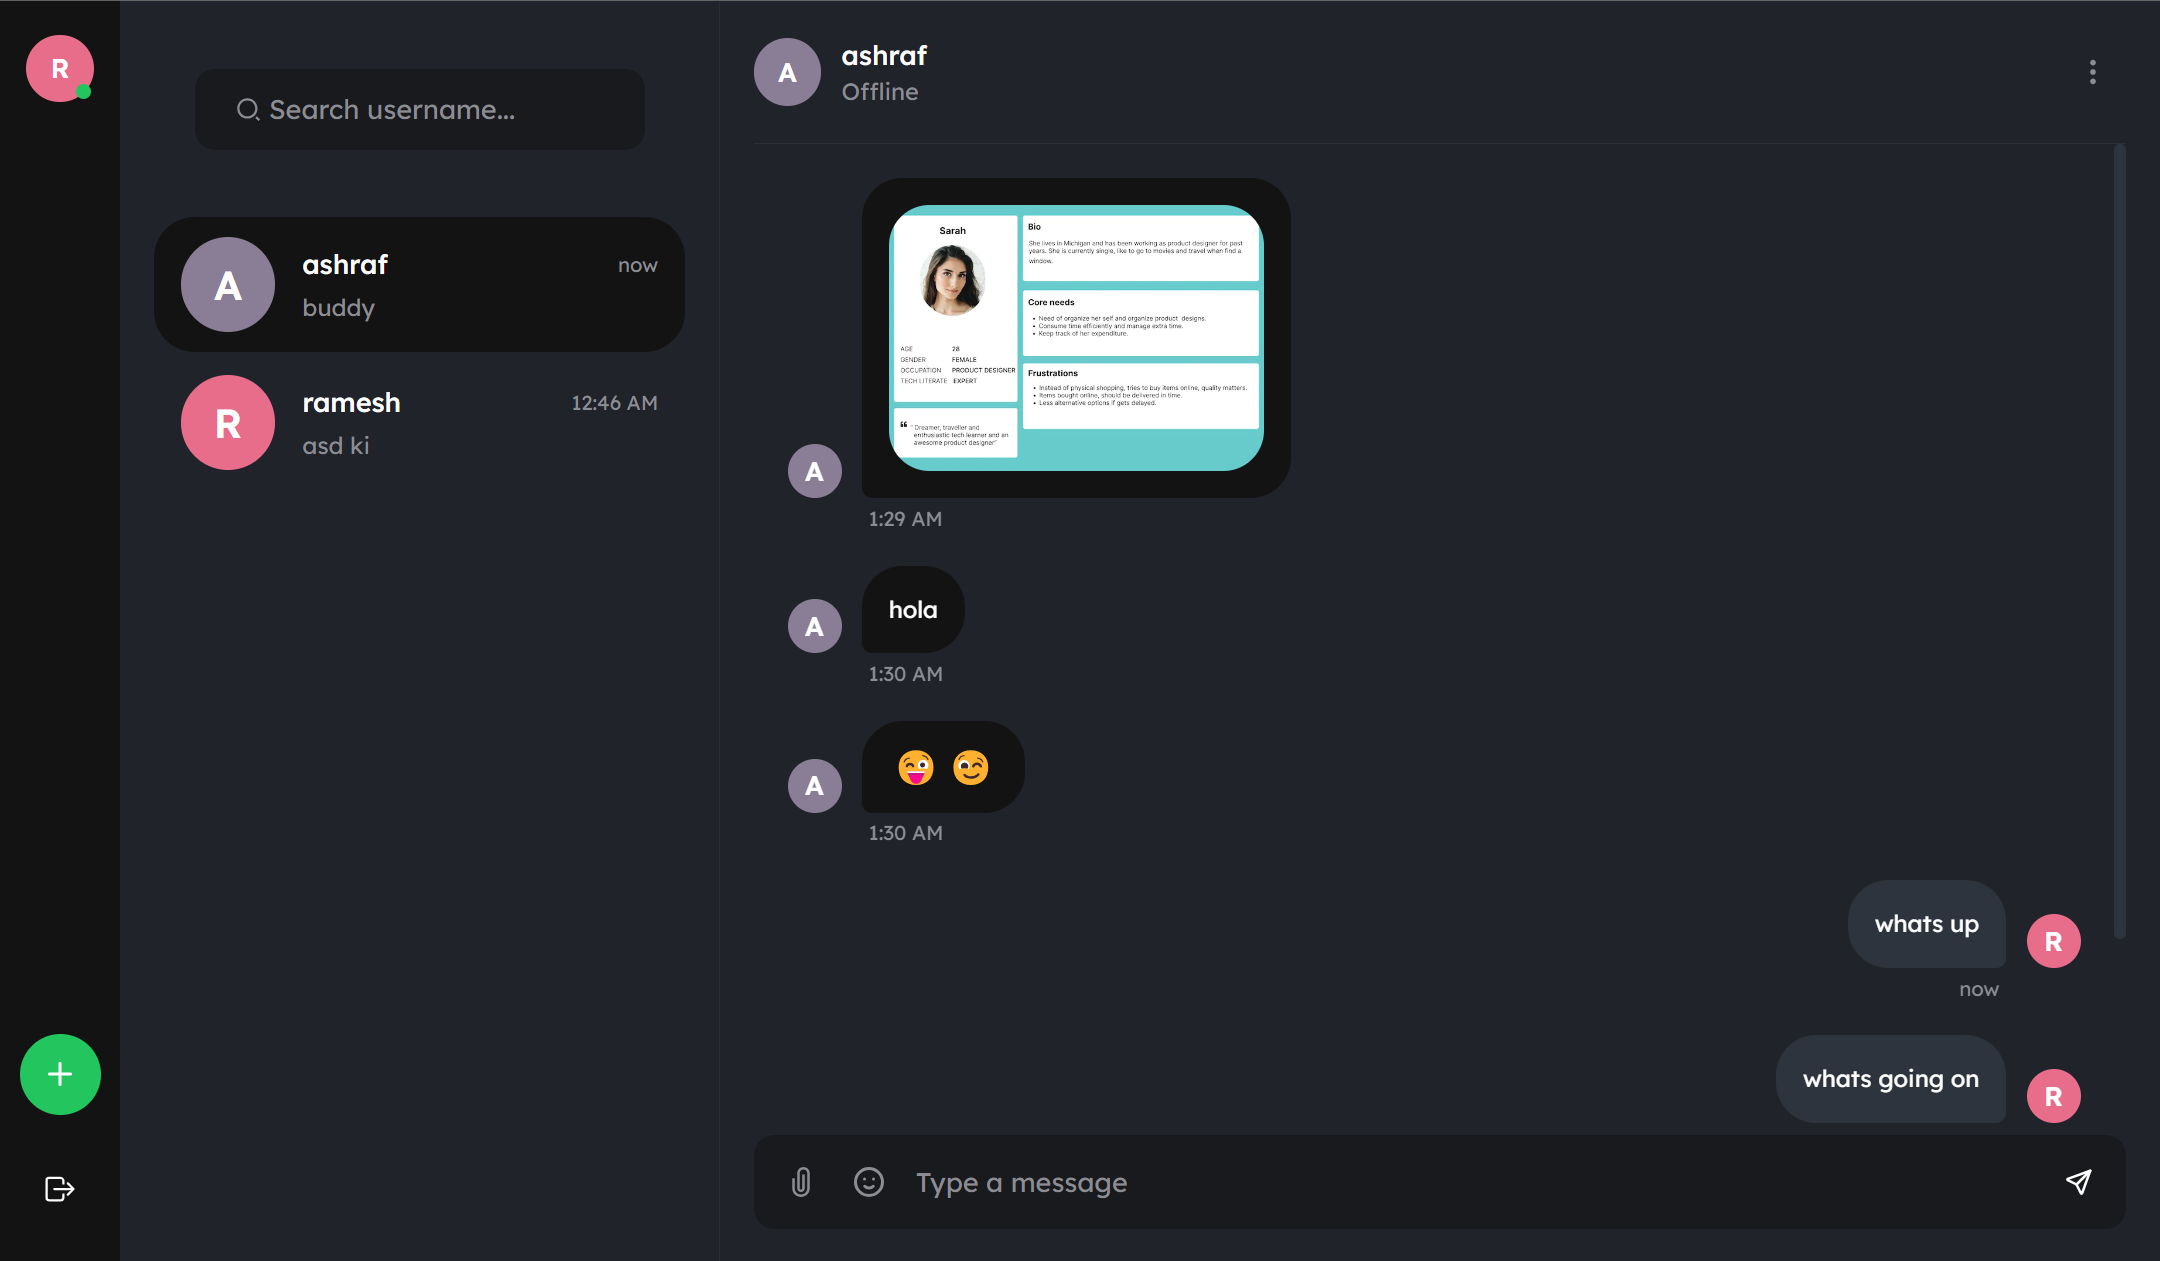 R
Search username...
A
ashraf
now
buddy
R
ramesh
12:46 AM
asd ki
A
ashraf
Offline
Sarah
AGE 28
GENDER FEMALE
OCCUPATION PRODUCT DESIGNER
TECH LITERATE EXPERT
“ "Dreamer, traveller and
enthusiastic tech learner and an
awesome product designer"
Bio
She lives in Michigan and has been working as product designer for past
years. She is currently single, like to go to movies and travel when find a
window.
Core needs
• Need of organize her self and organize product designs.
• Consume time efficiently and manage extra time.
• Keep track of her expenditure.
Frustrations
• Instead of physical shopping, tries to buy items online, quality matters.
• Items bought online, should be delivered in time.
• Less alternative options if gets delayed.
A
1:29 AM
hola
A
1:30 AM
A
1:30 AM
whats up
R
now
whats going on
R
Type a message